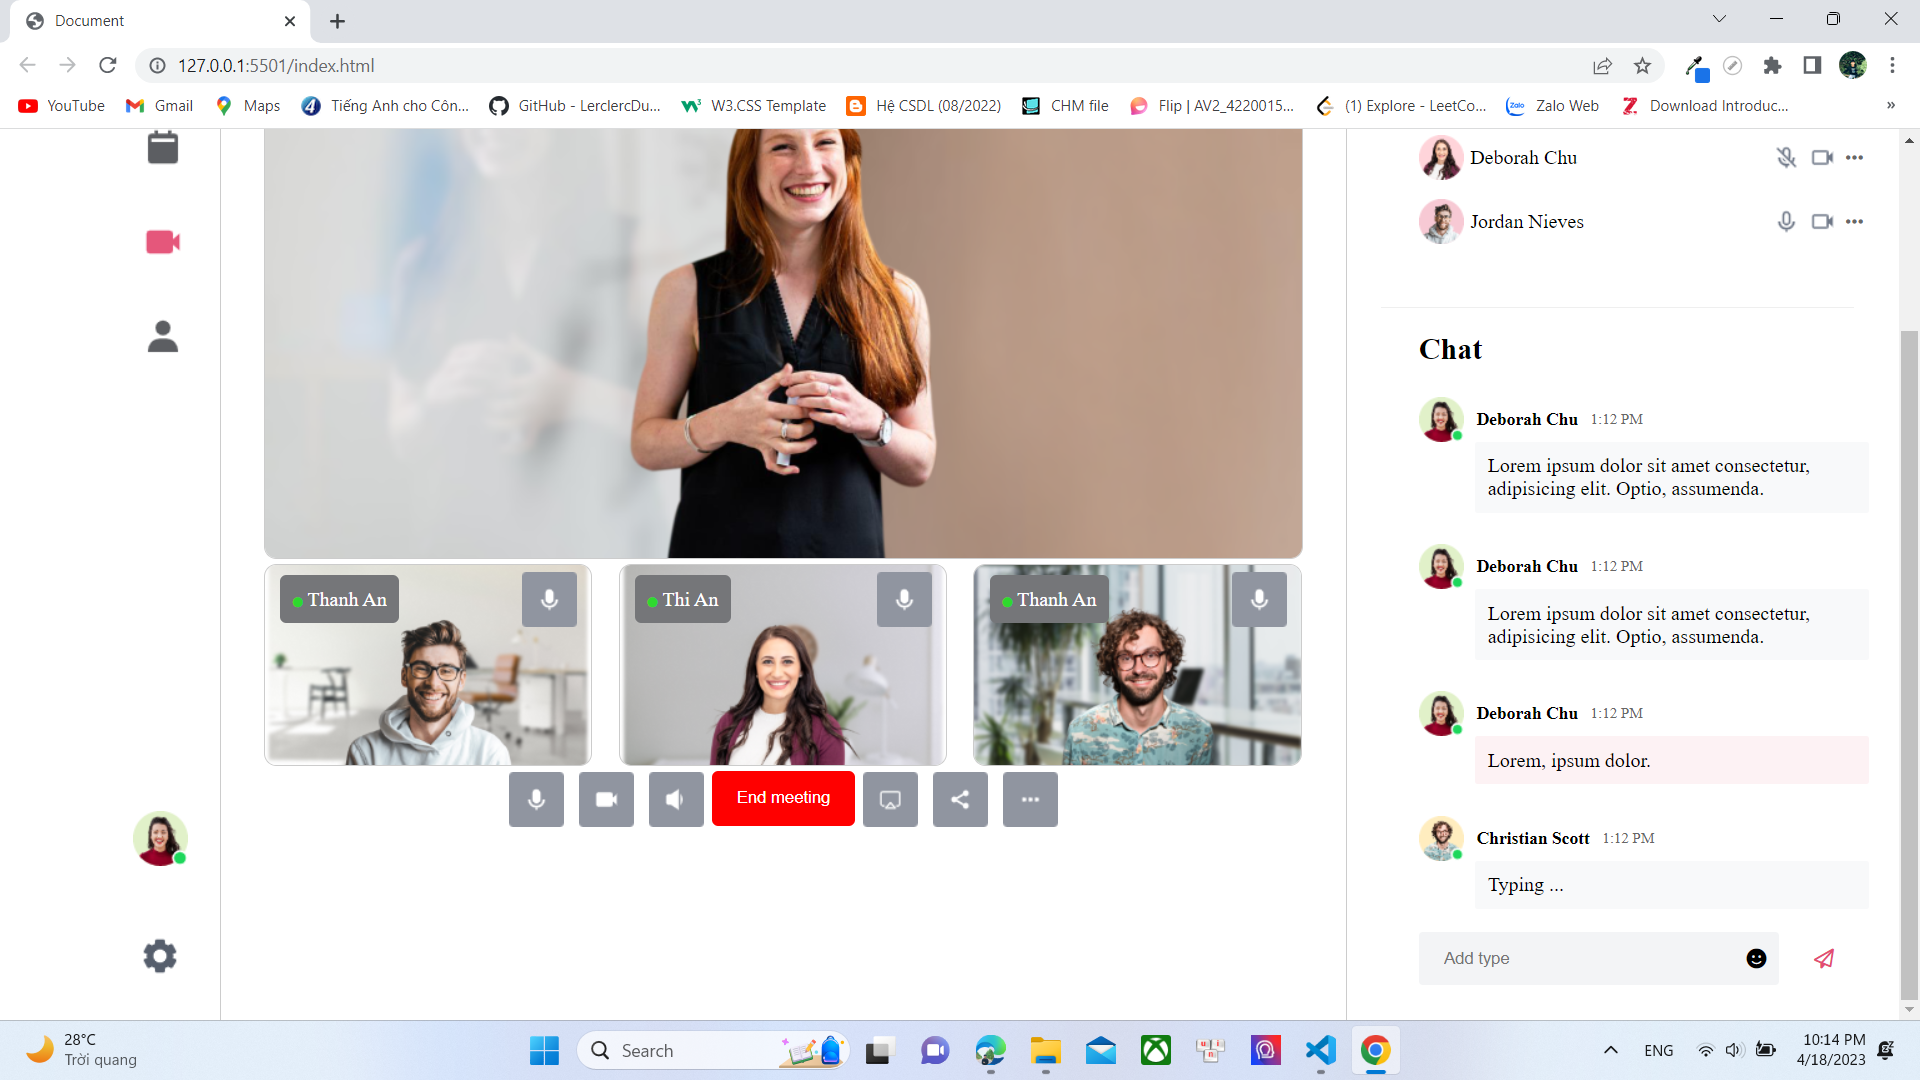 Document
127.0.0.1:5501/index.html
YouTube
Gmail
Maps
Tiếng Anh cho Côn...
GitHub - LerclercDu...
W3.CSS Template
Hệ CSDL (08/2022)
CHM file
Flip | AV2_4220015...
(1) Explore - LeetCo...
Zalo Web
Download Introduc...
»
Deborah Chu
Jordan Nieves
Chat
Deborah Chu 1:12 PM
Lorem ipsum dolor sit amet consectetur,
adipisicing elit. Optio, assumenda.
Deborah Chu 1:12 PM
Lorem ipsum dolor sit amet consectetur,
adipisicing elit. Optio, assumenda.
Deborah Chu 1:12 PM
Lorem, ipsum dolor.
Christian Scott 1:12 PM
Typing ...
Add type
Thanh An
Thi An
Thanh An
End meeting
28°C
Trời quang
Search
ENG
10:14 PM
4/18/2023